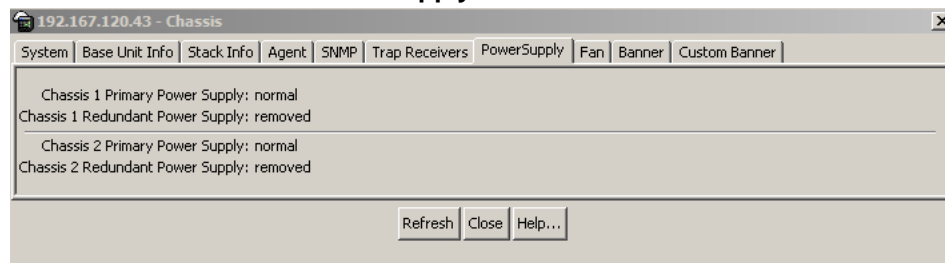 192.167.120.43 - Chassis
System Base Unit Info Stack Info Agent SNMP Trap Receivers PowerSupply Fan Banner Custom Banner
Chassis 1 Primary Power Supply: normal
Chassis 1 Redundant Power Supply: removed
Chassis 2 Primary Power Supply: normal
Chassis 2 Redundant Power Supply: removed
Refresh Close Help...